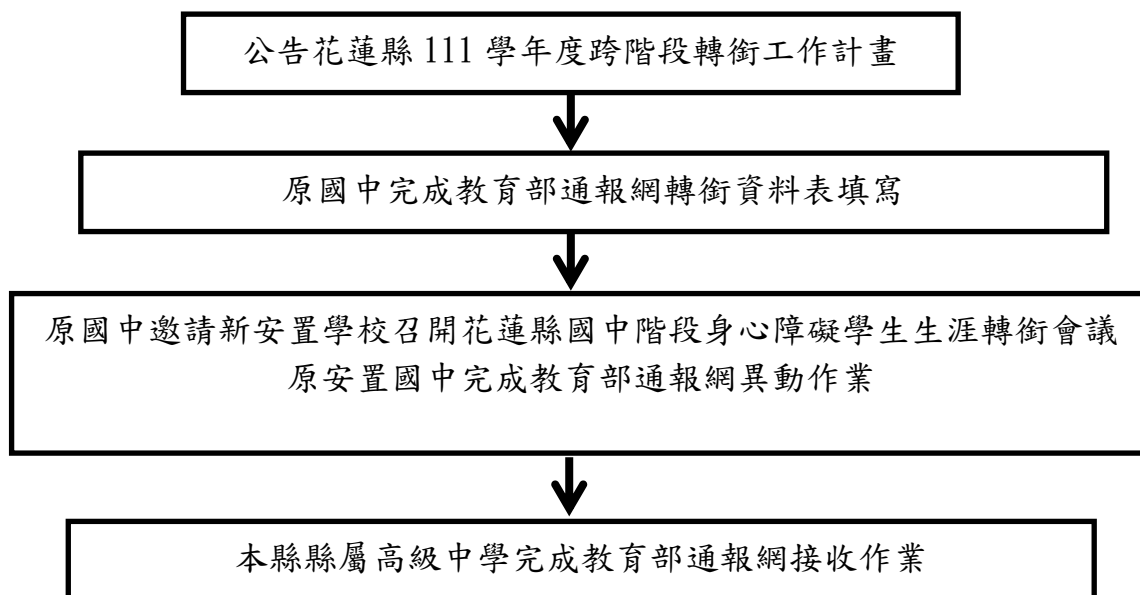 公告花蓮縣 111 學年度跨階段轉銜工作計畫
原國中完成教育部通報網轉銜資料表填寫
原國中邀請新安置學校召開花蓮縣國中階段身心障礙學生生涯轉銜會議
原安置國中完成教育部通報網異動作業
本縣縣屬高級中學完成教育部通報網接收作業